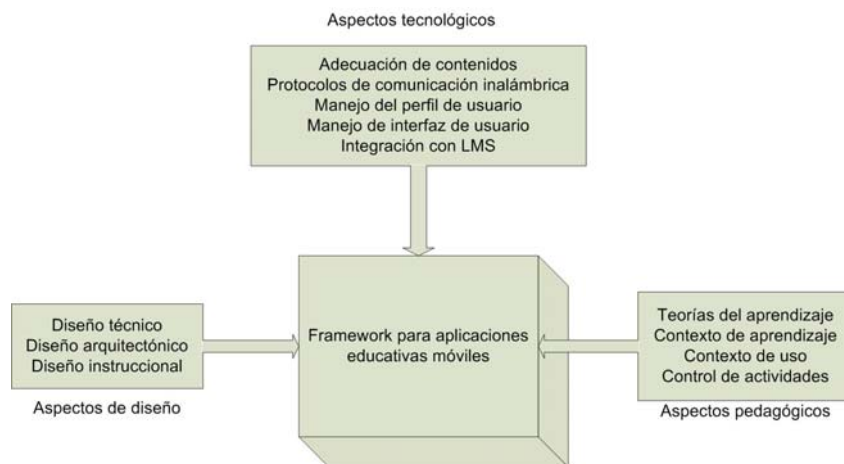 Aspectos tecnológicos
Adecuación de contenidos
Protocolos de comunicación inalámbrica
Manejo del perfil de usuario
Manejo de interfaz de usuario
Integración con LMS
Diseño técnico
Diseño arquitectónico
Diseño instruccional
Aspectos de diseño
Framework para aplicaciones
educativas móviles
Teorías del aprendizaje
Contexto de aprendizaje
Contexto de uso
Control de actividades
Aspectos pedagógicos